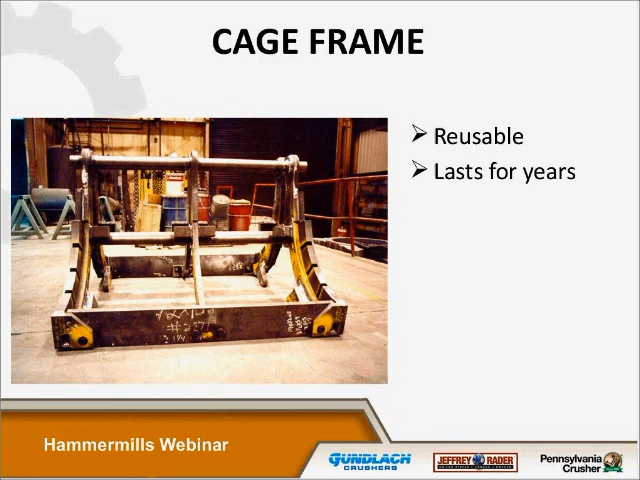 CAGE FRAME
Reusable
Lasts for years
Hammermills Webinar
GUNDLACH
CRUSHERS
JEFFREY RADER
Pennsylvania
Crusher